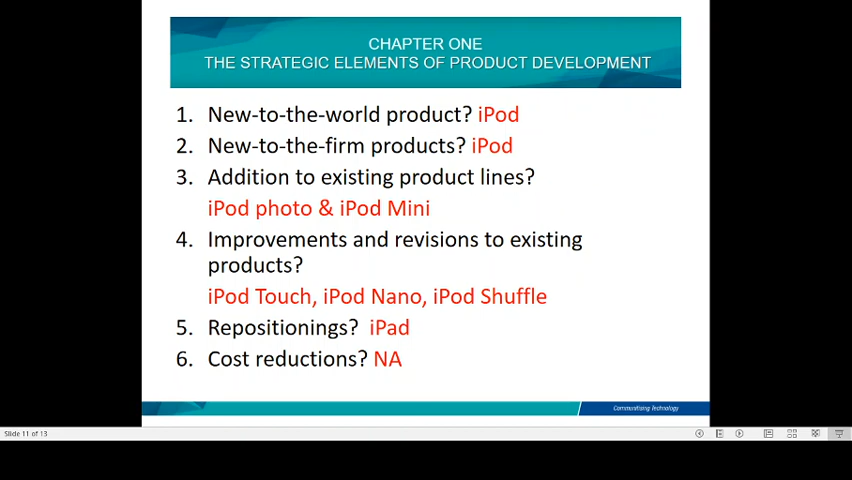 CHAPTER ONE
THE STRATEGIC ELEMENTS OF PRODUCT DEVELOPMENT
1. New-to-the-world product? iPod
2. New-to-the-firm products? iPod
3. Addition to existing product lines?
iPod photo & iPod Mini
4. Improvements and revisions to existing
products?
iPod Touch, iPod Nano, iPod Shuffle
5. Repositionings? iPad
6. Cost reductions? NA
Communitising Technology
Slide 11 of 13